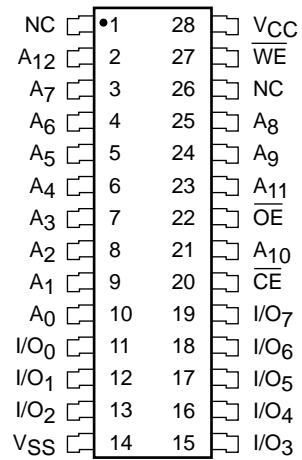 NC 1 28 VCC
A12 2 27 WE
A7 3 26 NC
A6 4 25 A8
A5 5 24 A9
A4 6 23 A11
A3 7 22 OE
A2 8 21 A10
A1 9 20 CE
A0 10 19 I/O7
I/O0 11 18 I/O6
I/O1 12 17 I/O5
I/O2 13 16 I/O4
VSS 14 15 I/O3